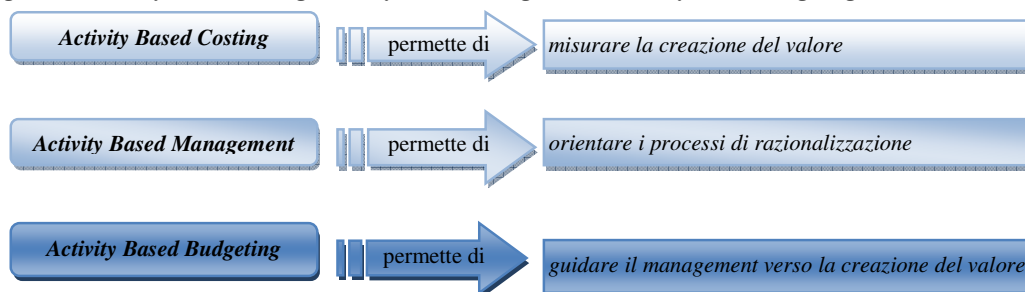 Activity Based Costing permette di misurare la creazione del valore
Activity Based Management permette di orientare i processi di razionalizzazione
Activity Based Budgeting permette di guidare il management verso la creazione del valore